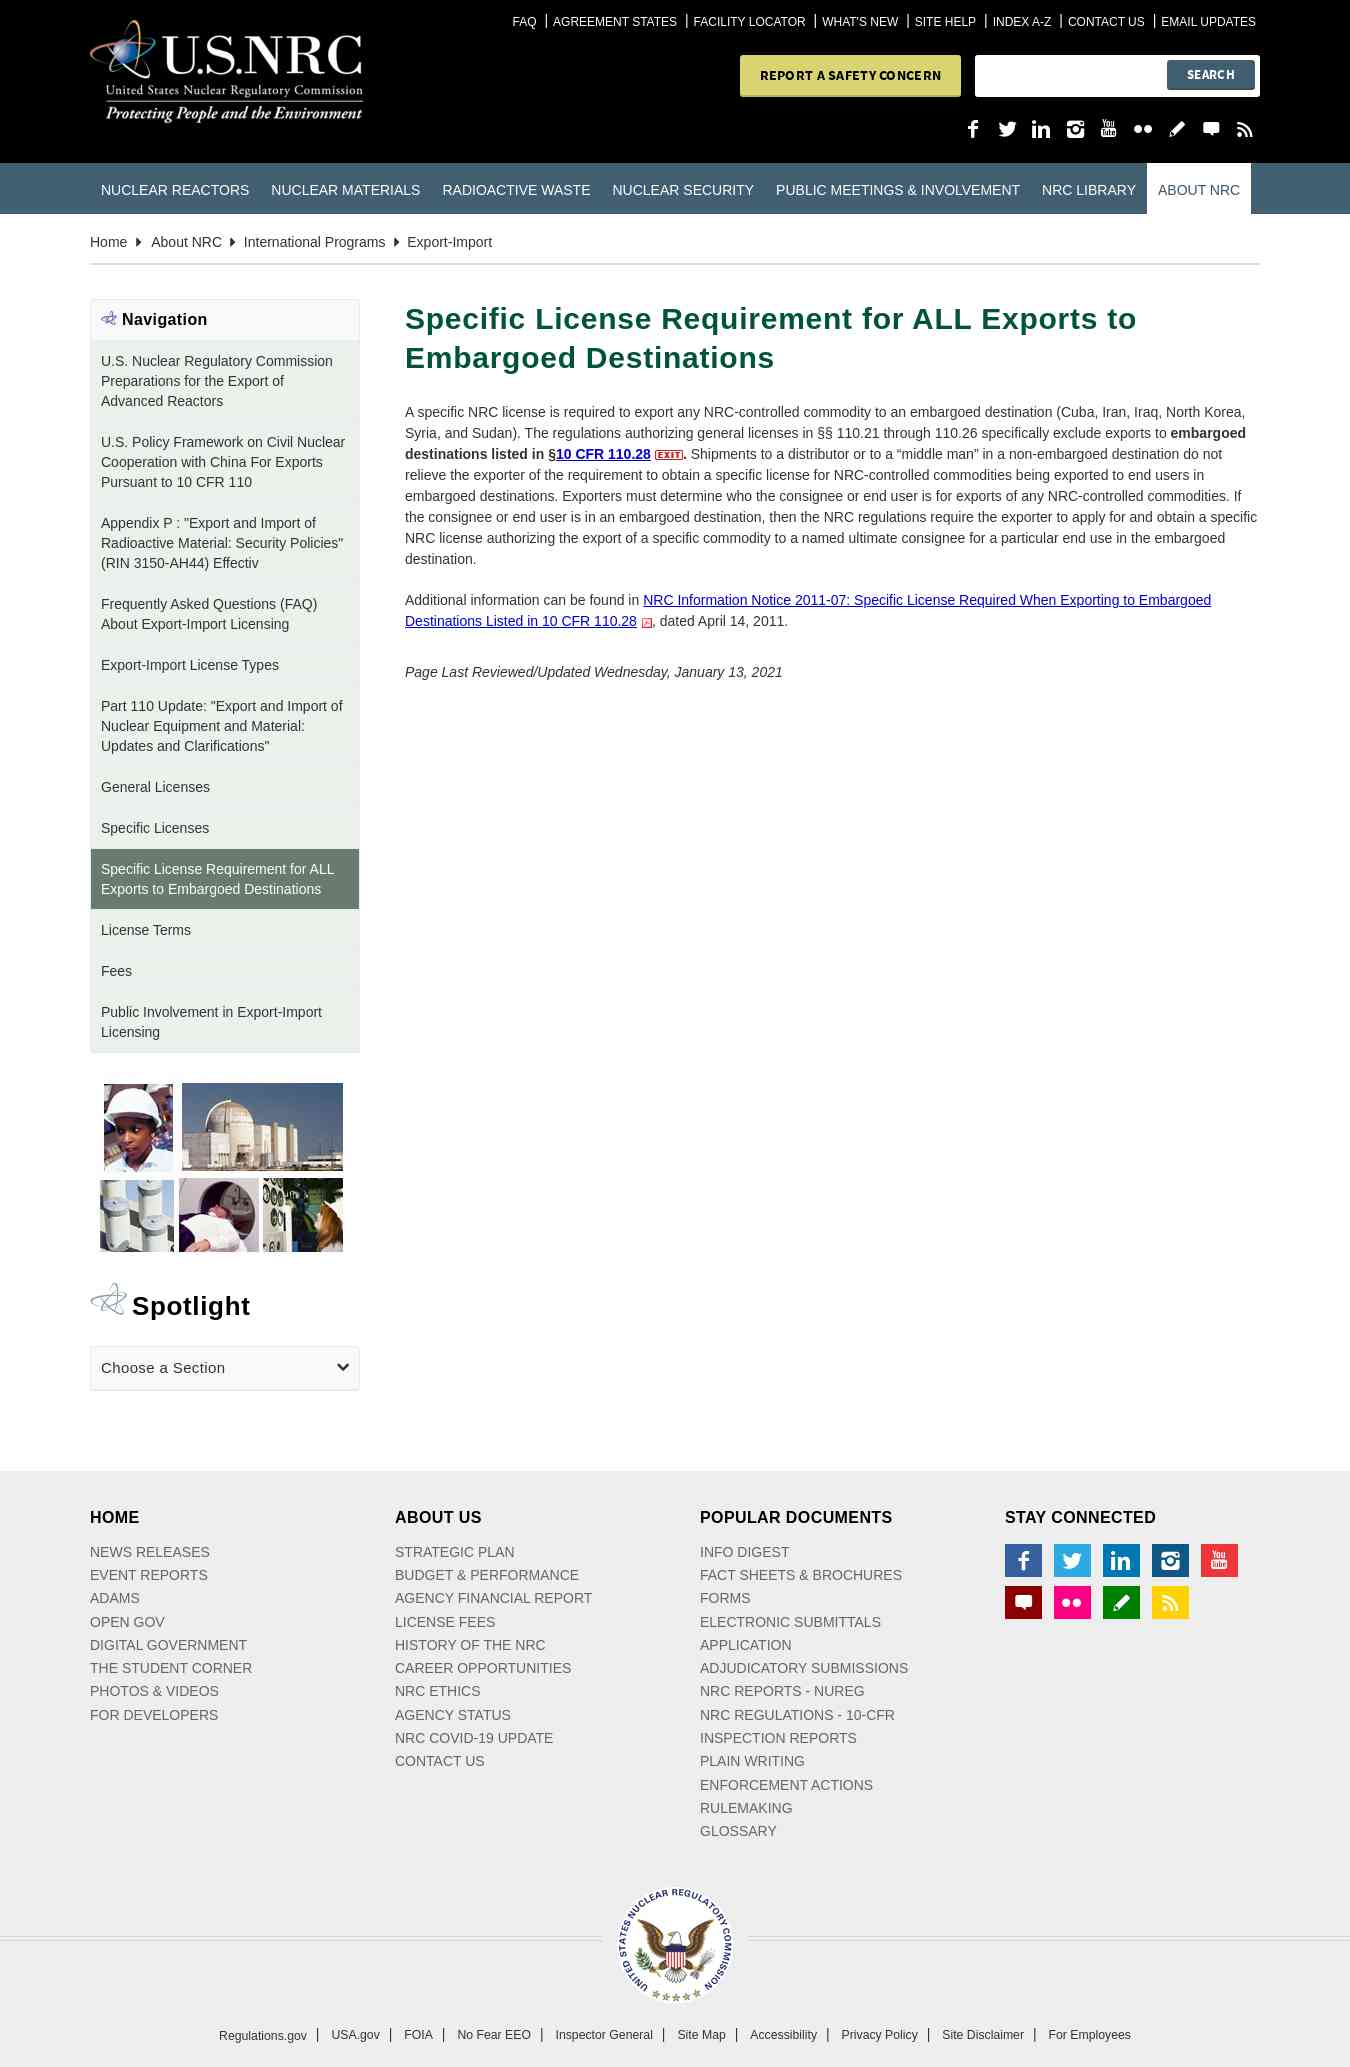 FAQ | AGREEMENT STATES | FACILITY LOCATOR | WHAT'S NEW | SITE HELP | INDEX A-Z | CONTACT US | EMAIL UPDATES
U.S.NRC
United States Nuclear Regulatory Commission
Protecting People and the Environment
REPORT A SAFETY CONCERN
SEARCH
You Tube
NUCLEAR REACTORS NUCLEAR MATERIALS RADIOACTIVE WASTE NUCLEAR SECURITY PUBLIC MEETINGS & INVOLVEMENT NRC LIBRARY ABOUT NRC
Home About NRC International Programs Export-Import
Navigation
U.S. Nuclear Regulatory Commission
Preparations for the Export of
Advanced Reactors
U.S. Policy Framework on Civil Nuclear
Cooperation with China For Exports
Pursuant to 10 CFR 110
Appendix P : "Export and Import of
Radioactive Material: Security Policies"
(RIN 3150-AH44) Effectiv
Frequently Asked Questions (FAQ)
About Export-Import Licensing
Export-Import License Types
Part 110 Update: "Export and Import of
Nuclear Equipment and Material:
Updates and Clarifications"
General Licenses
Specific Licenses
Specific License Requirement for ALL
Exports to Embargoed Destinations
License Terms
Fees
Public Involvement in Export-Import
Licensing
Spotlight
Choose a Section
Specific License Requirement for ALL Exports to
Embargoed Destinations
A specific NRC license is required to export any NRC-controlled commodity to an embargoed destination (Cuba, Iran, Iraq, North Korea,
Syria, and Sudan). The regulations authorizing general licenses in §§ 110.21 through 110.26 specifically exclude exports to embargoed
destinations listed in §10 CFR 110.28 EXIT. Shipments to a distributor or to a “middle man” in a non-embargoed destination do not
relieve the exporter of the requirement to obtain a specific license for NRC-controlled commodities being exported to end users in
embargoed destinations. Exporters must determine who the consignee or end user is for exports of any NRC-controlled commodities. If
the consignee or end user is in an embargoed destination, then the NRC regulations require the exporter to apply for and obtain a specific
NRC license authorizing the export of a specific commodity to a named ultimate consignee for a particular end use in the embargoed
destination.
Additional information can be found in NRC Information Notice 2011-07: Specific License Required When Exporting to Embargoed
Destinations Listed in 10 CFR 110.28 , dated April 14, 2011.
Page Last Reviewed/Updated Wednesday, January 13, 2021
HOME
NEWS RELEASES
EVENT REPORTS
ADAMS
OPEN GOV
DIGITAL GOVERNMENT
THE STUDENT CORNER
PHOTOS & VIDEOS
FOR DEVELOPERS
ABOUT US
STRATEGIC PLAN
BUDGET & PERFORMANCE
AGENCY FINANCIAL REPORT
LICENSE FEES
HISTORY OF THE NRC
CAREER OPPORTUNITIES
NRC ETHICS
AGENCY STATUS
NRC COVID-19 UPDATE
CONTACT US
POPULAR DOCUMENTS
INFO DIGEST
FACT SHEETS & BROCHURES
FORMS
ELECTRONIC SUBMITTALS
APPLICATION
ADJUDICATORY SUBMISSIONS
NRC REPORTS - NUREG
NRC REGULATIONS - 10-CFR
INSPECTION REPORTS
PLAIN WRITING
ENFORCEMENT ACTIONS
RULEMAKING
GLOSSARY
STAY CONNECTED
You Tube
UNITED STATES NUCLEAR REGULATORY COMMISSION
Regulations.gov | USA.gov | FOIA | No Fear EEO | Inspector General | Site Map | Accessibility | Privacy Policy | Site Disclaimer | For Employees